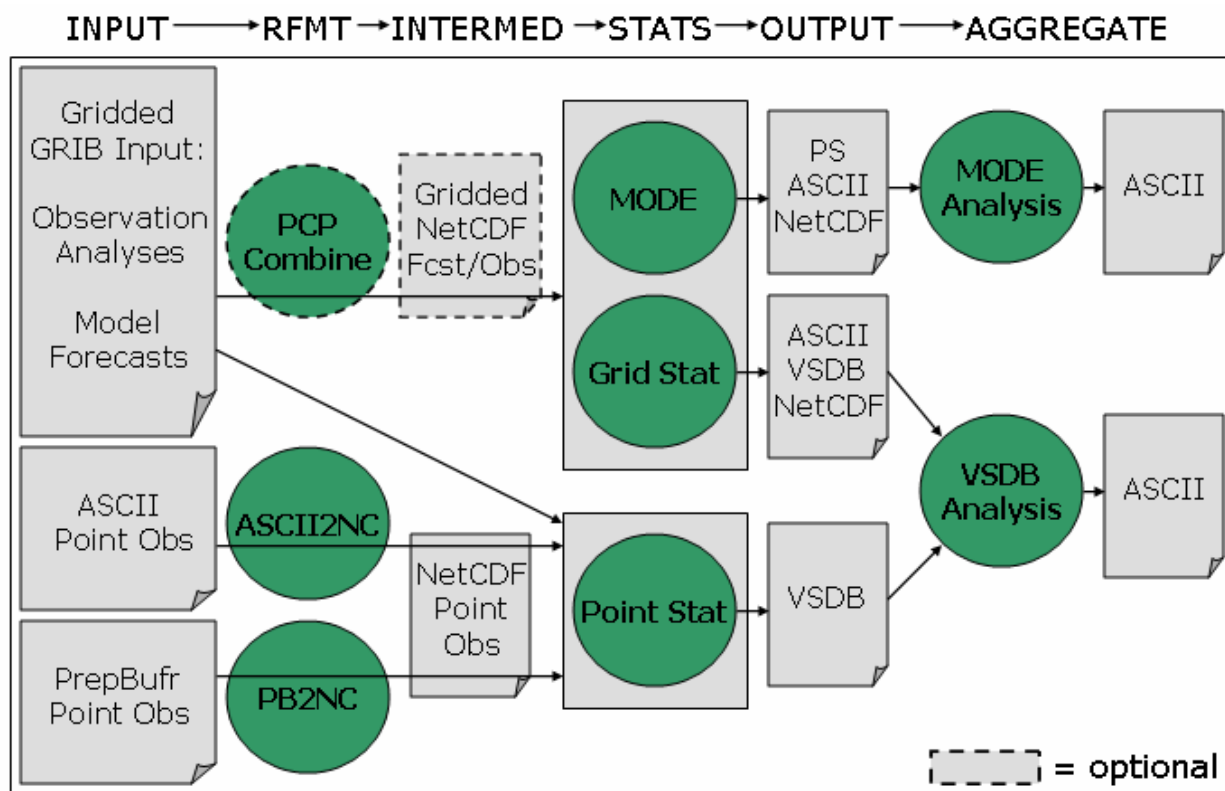 INPUT RFMT INTERMED STATS OUTPUT AGGREGATE
Gridded
GRIB Input:
Observation
Analyses
Model
Forecasts
PCP
Combine
Gridded
NetCDF
Fcst/Obs
MODE
PS
ASCII
NetCDF
MODE
Analysis
ASCII
Grid Stat
ASCII
VSDB
NetCDF
ASCII
Point Obs
ASCII2NC
NetCDF
Point
Obs
Point Stat
VSDB
VSDB
Analysis
ASCII
PrepBufr
Point Obs
PB2NC
= optional